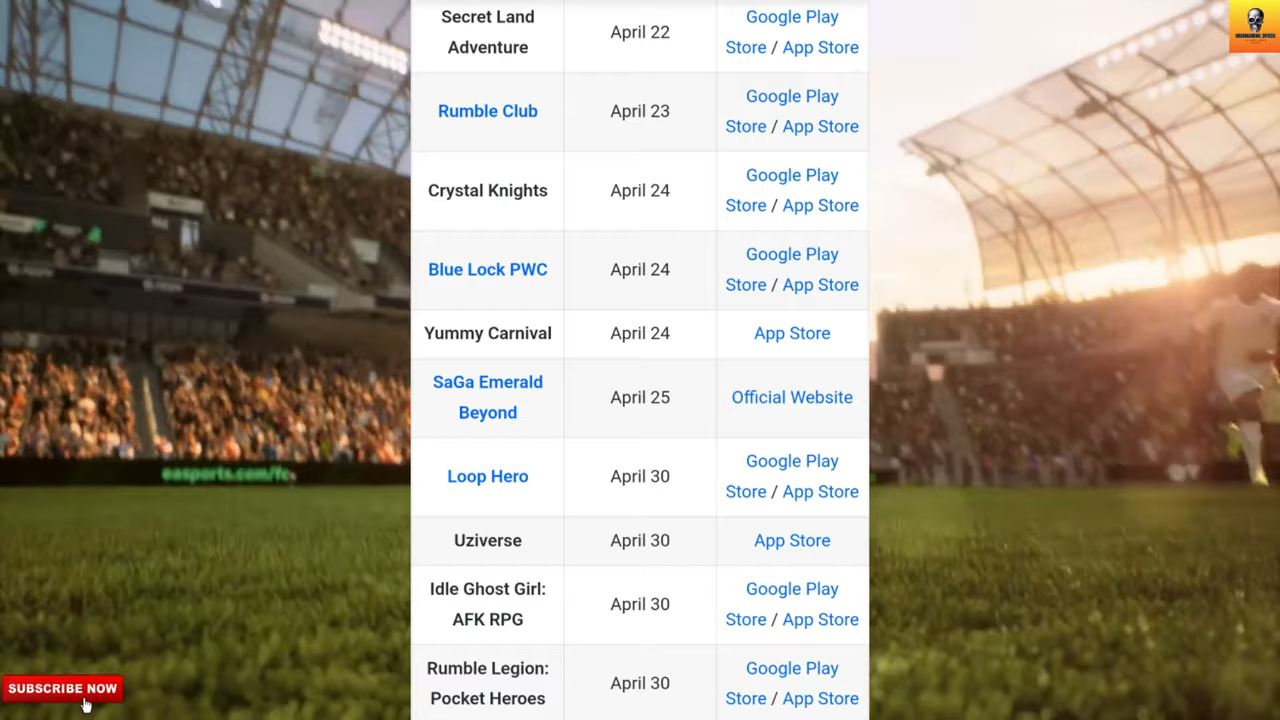 Secret Land
Adventure
April 22
Google Play
Store / App Store
Rumble Club
April 23
Google Play
Store / App Store
Crystal Knights
April 24
Google Play
Store / App Store
Blue Lock PWC
April 24
Google Play
Store / App Store
Yummy Carnival
April 24
App Store
SaGa Emerald
Beyond
April 25
Official Website
Loop Hero
April 30
Google Play
Store / App Store
Uziverse
April 30
App Store
Idle Ghost Girl:
AFK RPG
April 30
Google Play
Store / App Store
Rumble Legion:
Pocket Heroes
April 30
Google Play
Store / App Store
easports.com/fc
SUBSCRIBE NOW